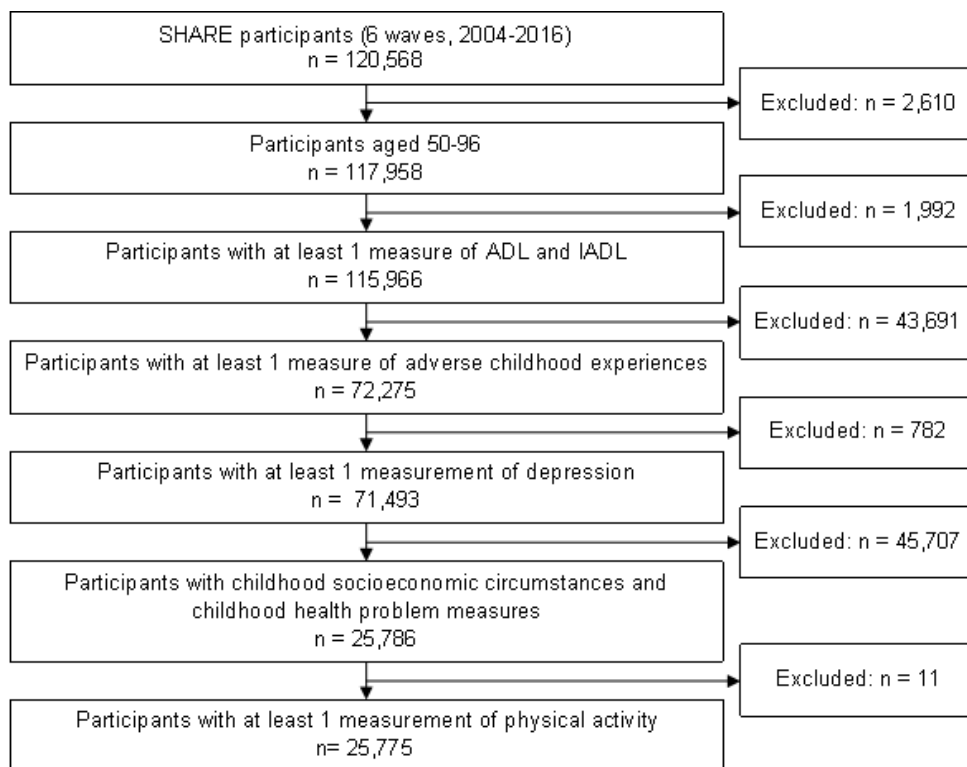 SHARE participants (6 waves, 2004-2016)
n = 120,568
Excluded: n = 2,610
Participants aged 50-96
n = 117,958
Excluded: n = 1,992
Participants with at least 1 measure of ADL and IADL
n = 115,966
Excluded: n = 43,691
Participants with at least 1 measure of adverse childhood experiences
n = 72,275
Excluded: n = 782
Participants with at least 1 measurement of depression
n = 71,493
Excluded: n = 45,707
Participants with childhood socioeconomic circumstances and
childhood health problem measures
n = 25,786
Excluded: n = 11
Participants with at least 1 measurement of physical activity
n= 25,775